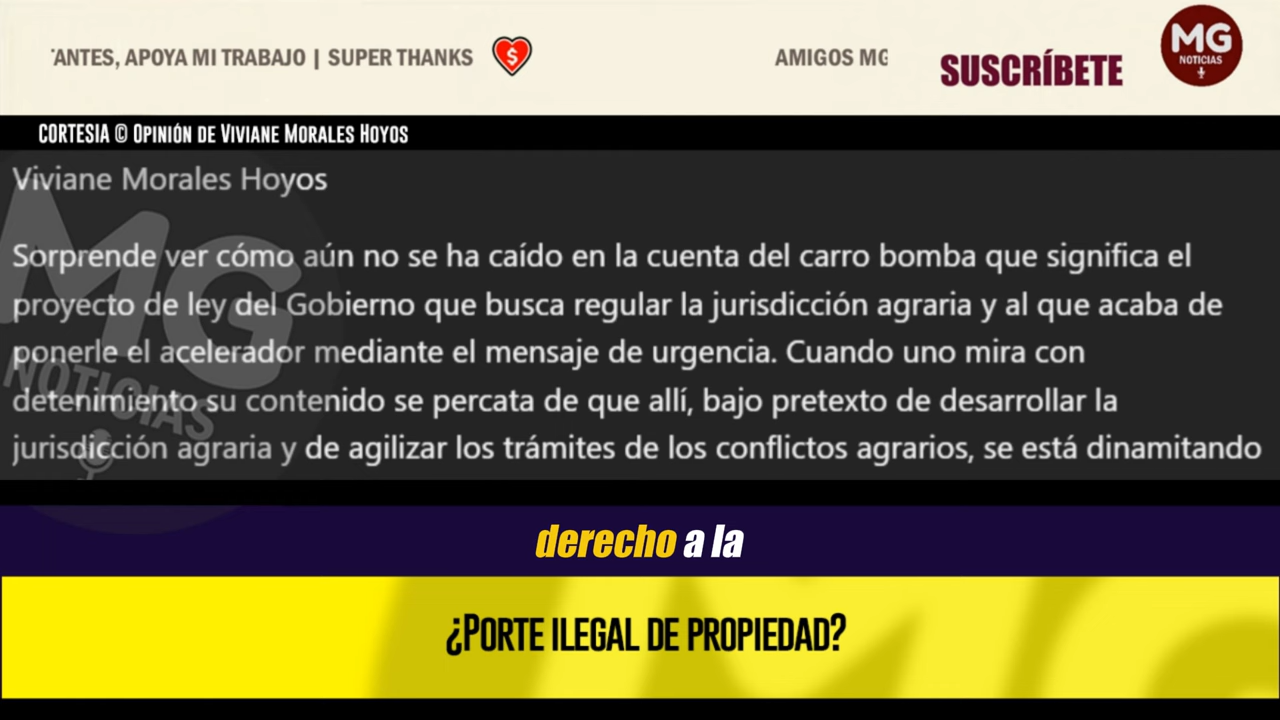 'ANTES, APOYA MI TRABAJO | SUPER THANKS
$
AMIGOS MG
SUSCRÍBETE
MG
NOTICIAS
CORTESIA © OPINIÓN DE VIVIANE MORALES HOYOS
Viviane Morales Hoyos
Sorprende ver cómo aún no se ha caído en la cuenta del carro bomba que significa el
proyecto de ley del Gobierno que busca regular la jurisdicción agraria y al que acaba de
ponerle el acelerador mediante el mensaje de urgencia. Cuando uno mira con
detenimiento su contenido se percata de que allí, bajo pretexto de desarrollar la
jurisdicción agraria y de agilizar los trámites de los conflictos agrarios, se está dinamitando
MG
NOTICIAS
derecho a la
¿PORTE ILEGAL DE PROPIEDAD?